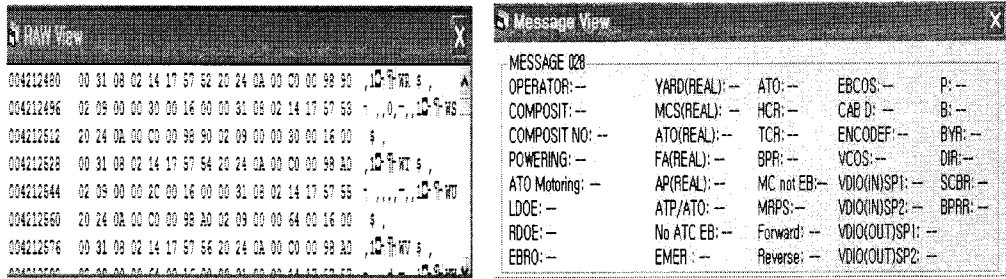 RAW View
X
004212480 00 31 08 02 14 17 57 52 20 24 0A 00 C0 00 98 90
004212496 02 09 00 00 30 00 16 00 00 31 08 02 14 17 57 53
004212512 20 24 0A 00 C0 00 98 90 02 09 00 00 30 00 16 00
004212528 00 31 08 02 14 17 57 54 20 24 0A 00 C0 00 98 A0
004212544 02 09 00 00 2C 00 16 00 00 31 08 02 14 17 57 55
004212560 20 24 0A 00 C0 00 98 A0 02 09 00 00 64 00 16 00
004212576 00 31 08 02 14 17 57 56 20 24 0A 00 C0 00 98 A0
Message View
X
MESSAGE 028
OPERATOR: -- YARD(REAL): -- ATO: -- EBCOS: -- P: --
COMPOSIT: -- MCS(REAL): -- HCR: -- CAB D: -- B: --
COMPOSIT NO: -- ATO(REAL): -- TCR: -- ENCODEF: -- BYR: --
POWERING: -- FA(REAL): -- BPR: -- VCOS: -- DIR: --
ATO Motoring: -- AP(REAL): -- MC not EB:-- VDIO(IN)SP1: -- SCBR: --
LDOE: -- ATP/ATO: -- MRPS:-- VDIO(IN)SP2: -- BPRR: --
RDOE: -- No ATC EB: -- Forward: -- VDIO(OUT)SP1: --
EBRO: -- EMER : -- Reverse: -- VDIO(OUT)SP2: --